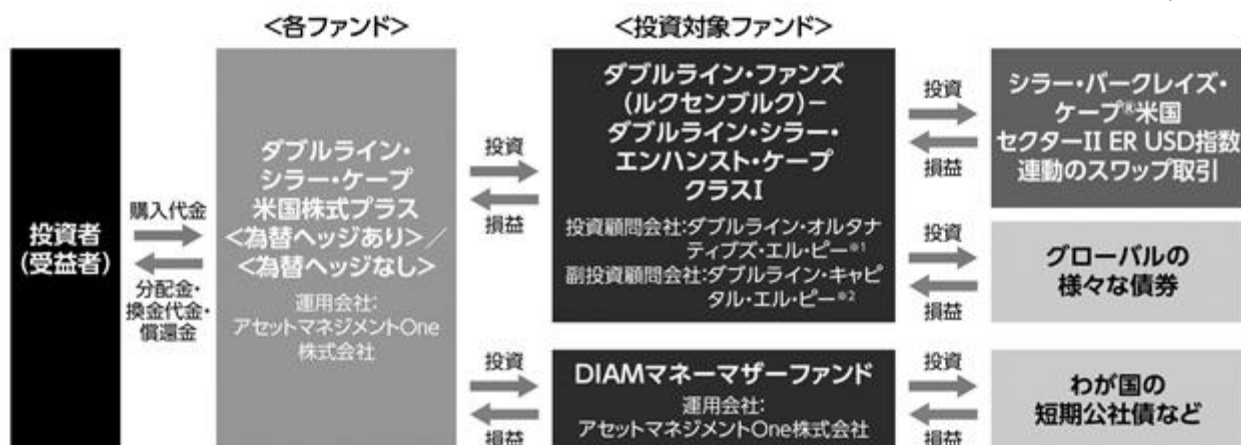 <各ファンド>
<投資対象ファンド>
投資者
(受益者)
購入代金
分配金・
換金代金・
償還金
ダブルライン・
シラー・ケープ
米国株式プラス
<為替ヘッジあり>/
<為替ヘッジなし>
運用会社:
アセットマネジメントOne
株式会社
投資
損益
投資
損益
ダブルライン・ファンズ
(ルクセンブルク)−
ダブルライン・シラー・
エンハンスト・ケープ
クラスI
投資顧問会社:ダブルライン・オルタナ
ティブズ・エル・ピー※1
副投資顧問会社:ダブルライン・キャピ
タル・エル・ピー※2
DIAMマネーマザーファンド
運用会社:
アセットマネジメントOne株式会社
投資
損益
投資
損益
投資
損益
シラー・バークレイズ・
ケープ®米国
セクターII ER USD指数
連動のスワップ取引
グローバルの
様々な債券
わが国の
短期公社債など